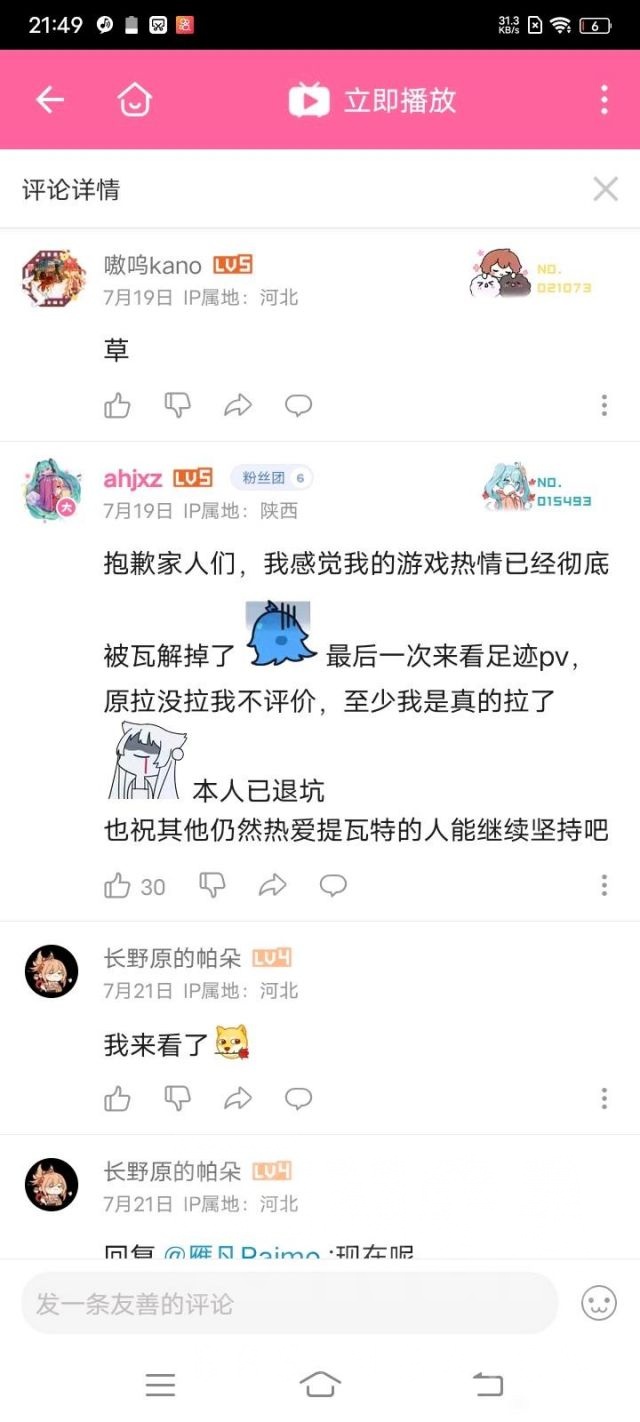 21:49
31.3
KB/s
6
立即播放
评论详情
嗷呜kano LV5
NO.
021073
7月19日 IP属地：河北
草
ahjxz LV5 粉丝团 6
NO.
015493
大
7月19日 IP属地：陕西
抱歉家人们，我感觉我的游戏热情已经彻底
被瓦解掉了 最后一次来看足迹pv，
原拉没拉我不评价，至少我是真的拉了
本人已退坑
也祝其他仍然热爱提瓦特的人能继续坚持吧
30
长野原的帕朵 LV4
7月21日 IP属地：河北
我来看了
长野原的帕朵 LV4
7月21日 IP属地：河北
回复 @雁凡Paimo :现在呢
发一条友善的评论